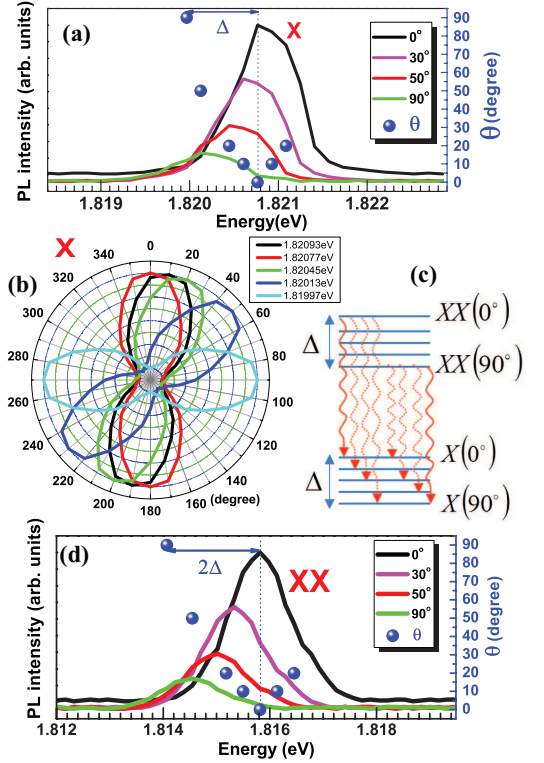 (a)
Δ
X
0°
30°
50°
90°
θ
PL intensity (arb. units)
90
80
70
60
50
40
30
20
10
0
θ(degree)
1.819 1.820 1.821 1.822
Energy(eV)
X
(b)
1.82093eV
1.82077eV
1.82045eV
1.82013eV
1.81997eV
0
20
40
60
80
100
120
140
160
180
200
220
240
260
280
300
320
340
(degree)
(c)
XX(0°)
Δ
XX(90°)
X(0°)
Δ
X(90°)
(d)
2Δ
XX
0°
30°
50°
90°
θ
PL intensity (arb. units)
90
80
70
60
50
40
30
20
10
0
θ (degree)
1.812 1.814 1.816 1.818
Energy (eV)